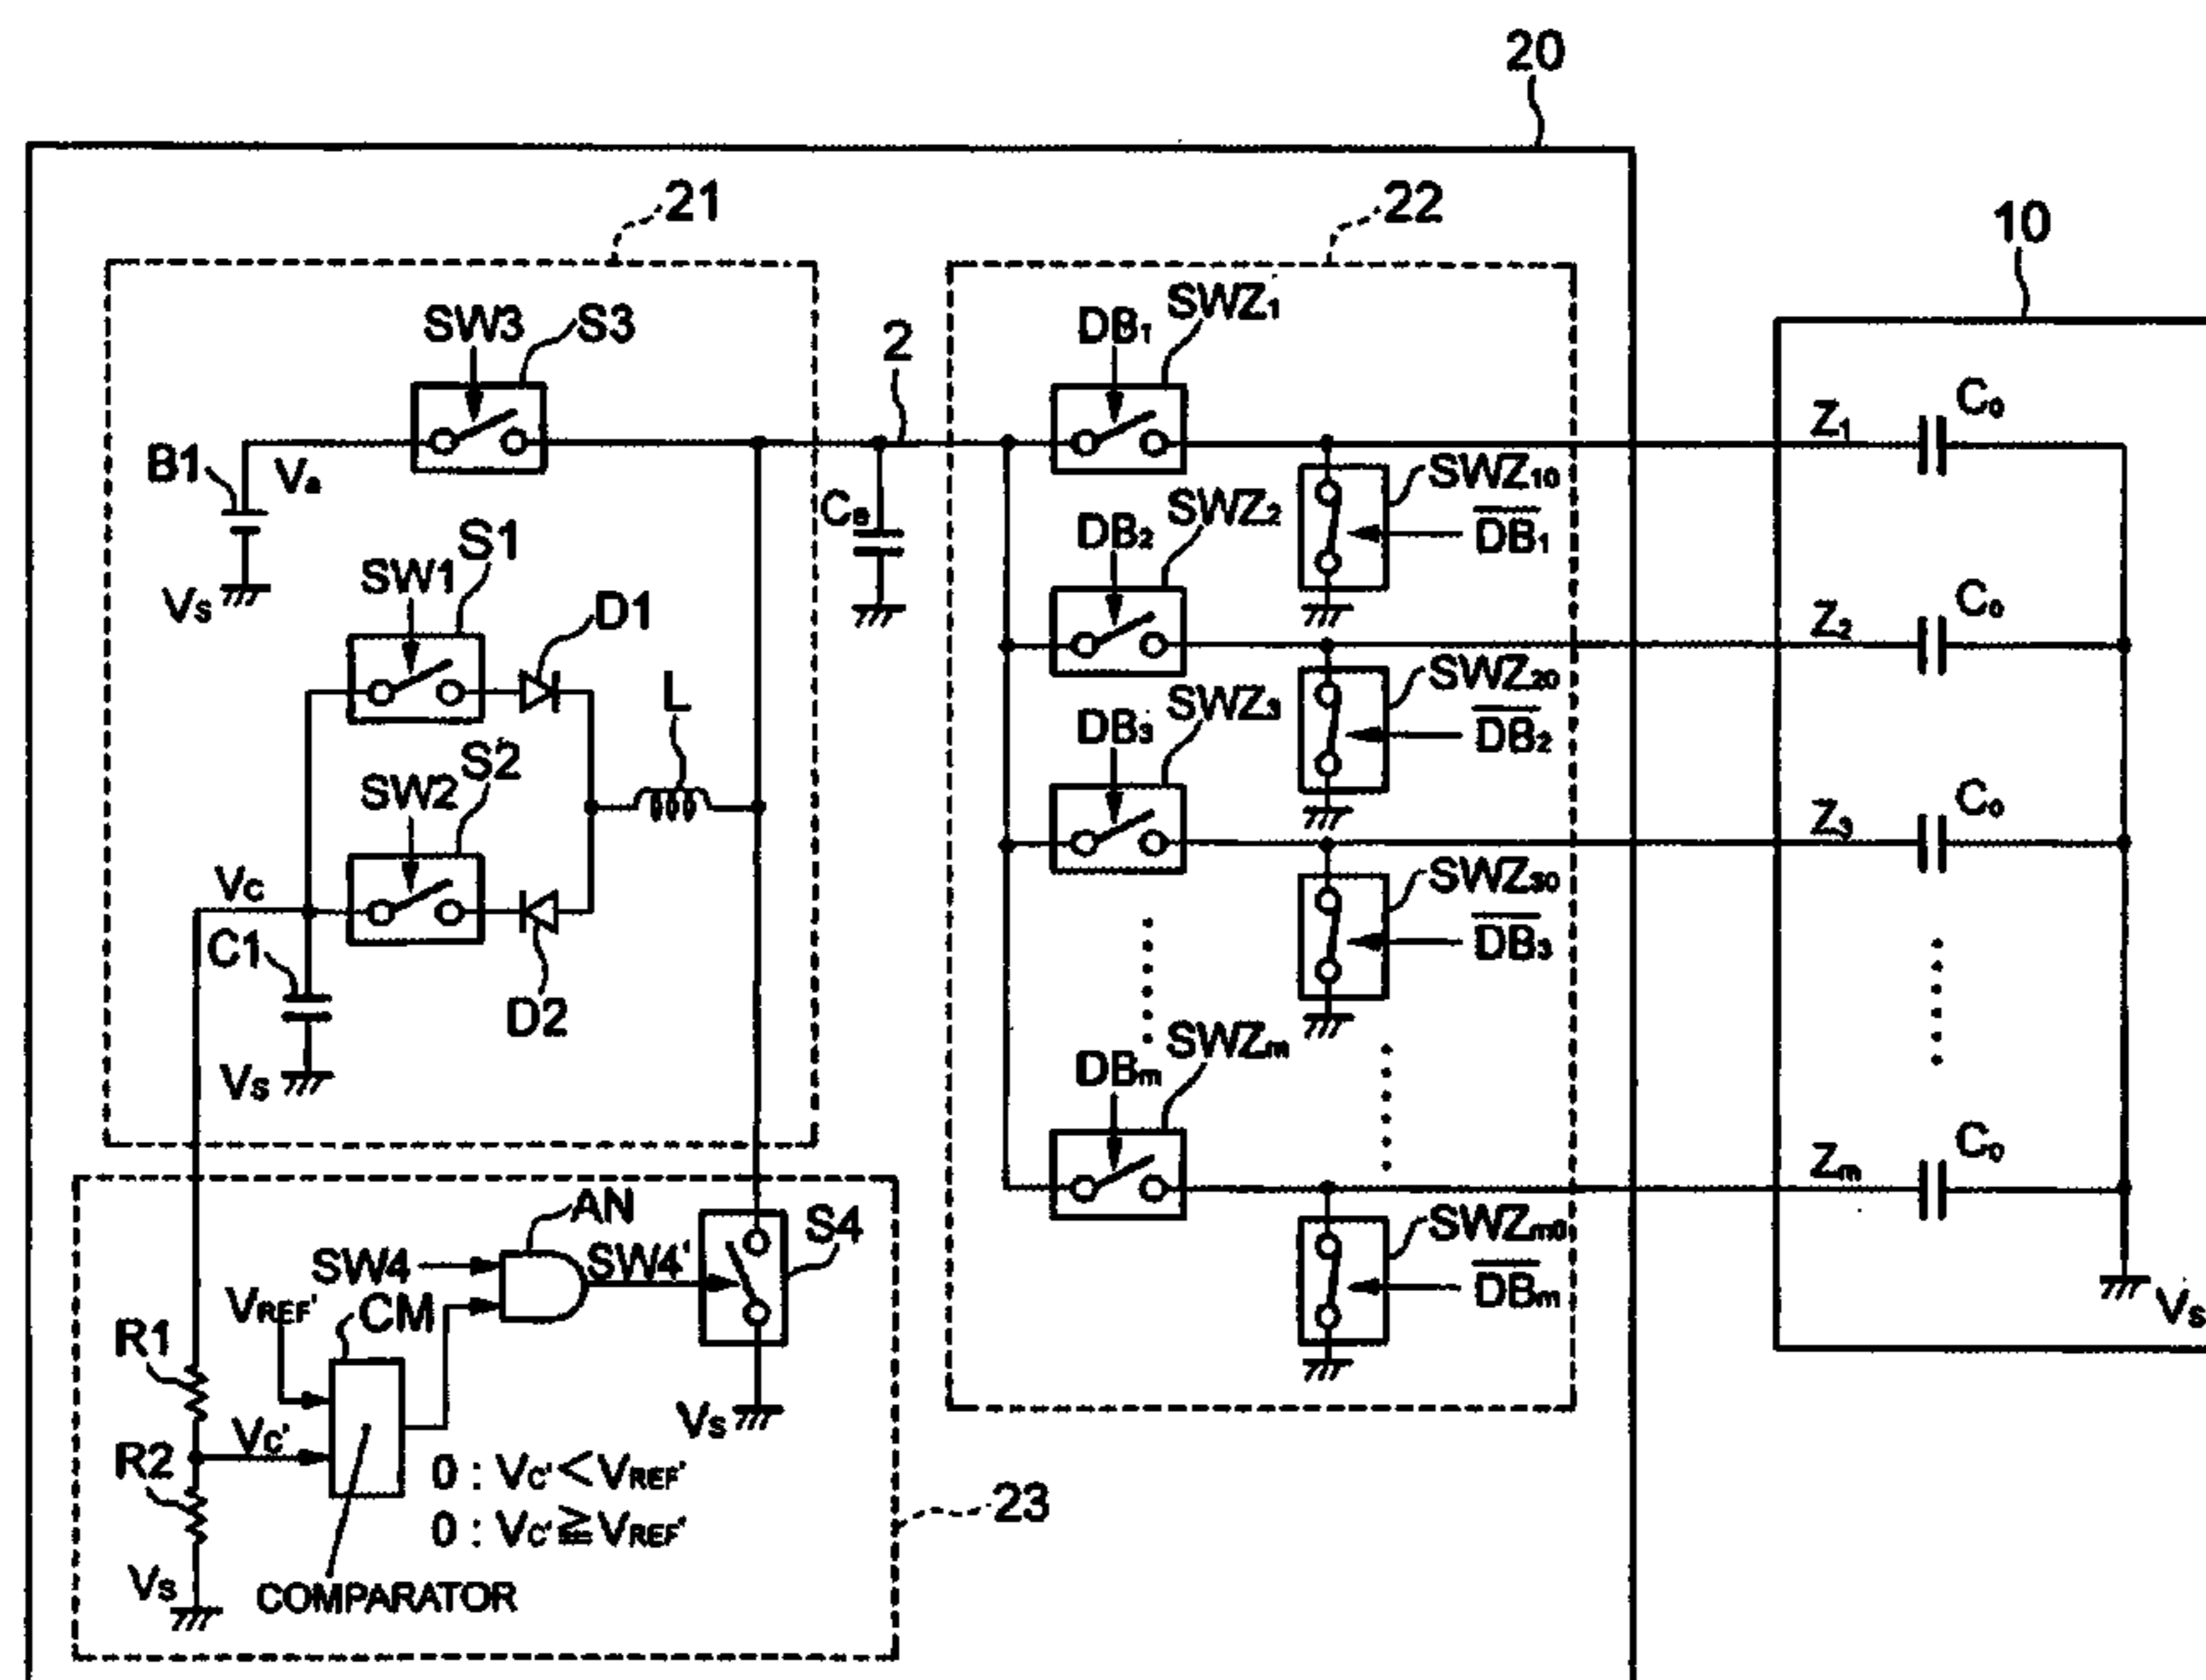 20
21
22
10
SW3
S3
2
DB₁
SWZ₁
B1
Va
Vs
Cₑ
Z₁
C₀
SWZ₁₀
DB₁
SW1
S1
D1
DB₂
SWZ₂
Z₂
C₀
SWZ₂₀
DB₂
L
SW2
S2
DB₃
SWZ₃
Z₃
C₀
SWZ₃₀
DB₃
Vc
C1
D2
Vs
DBₘ
SWZₘ
Zₘ
C₀
SWZₘ₀
DBₘ
Vs
AN
SW4
SW4'
S4
VREF'
CM
R1
Vs
Vc'
R2
0 : Vc'<VREF'
0 : Vc'≧VREF'
23
Vs
COMPARATOR